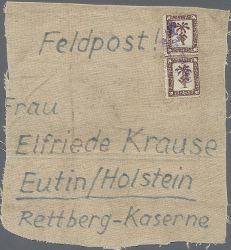 Feldpost!
Frau
Elfriede Krause
Eutin/Holstein
Rettberg-Kaserne